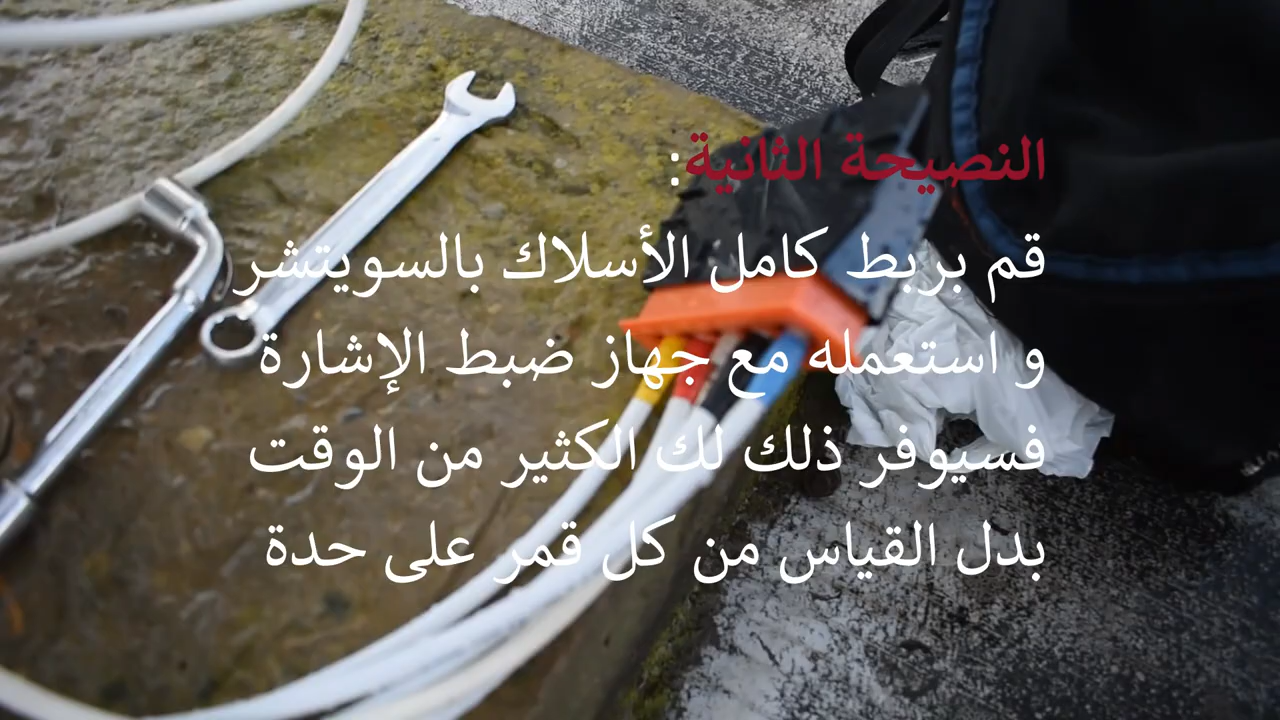 النصيحة الثانية:
قم بربط كامل الأسلاك بالسويتشر
و استعمله مع جهاز ضبط الإشارة
فسيوفر ذلك لك الكثير من الوقت
بدل القياس من كل قمر على حدة